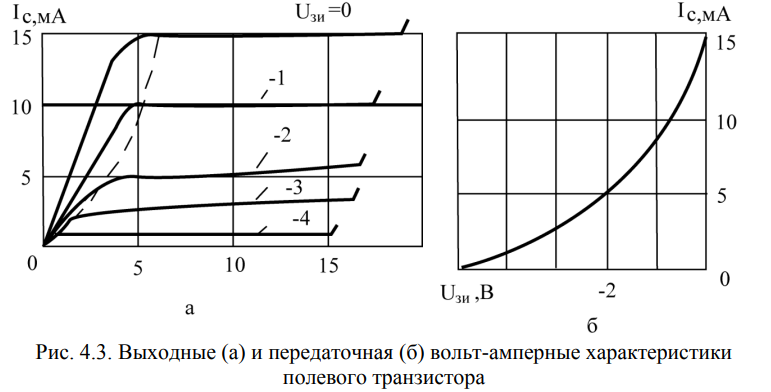 Iс,мА
Uзи =0
15
-1
10
-2
5
-3
-4
0
5
10
15
а
Iс,мА
15
10
5
0
Uзи ,В
-2
б
Рис. 4.3. Выходные (а) и передаточная (б) вольт-амперные характеристики
полевого транзистора